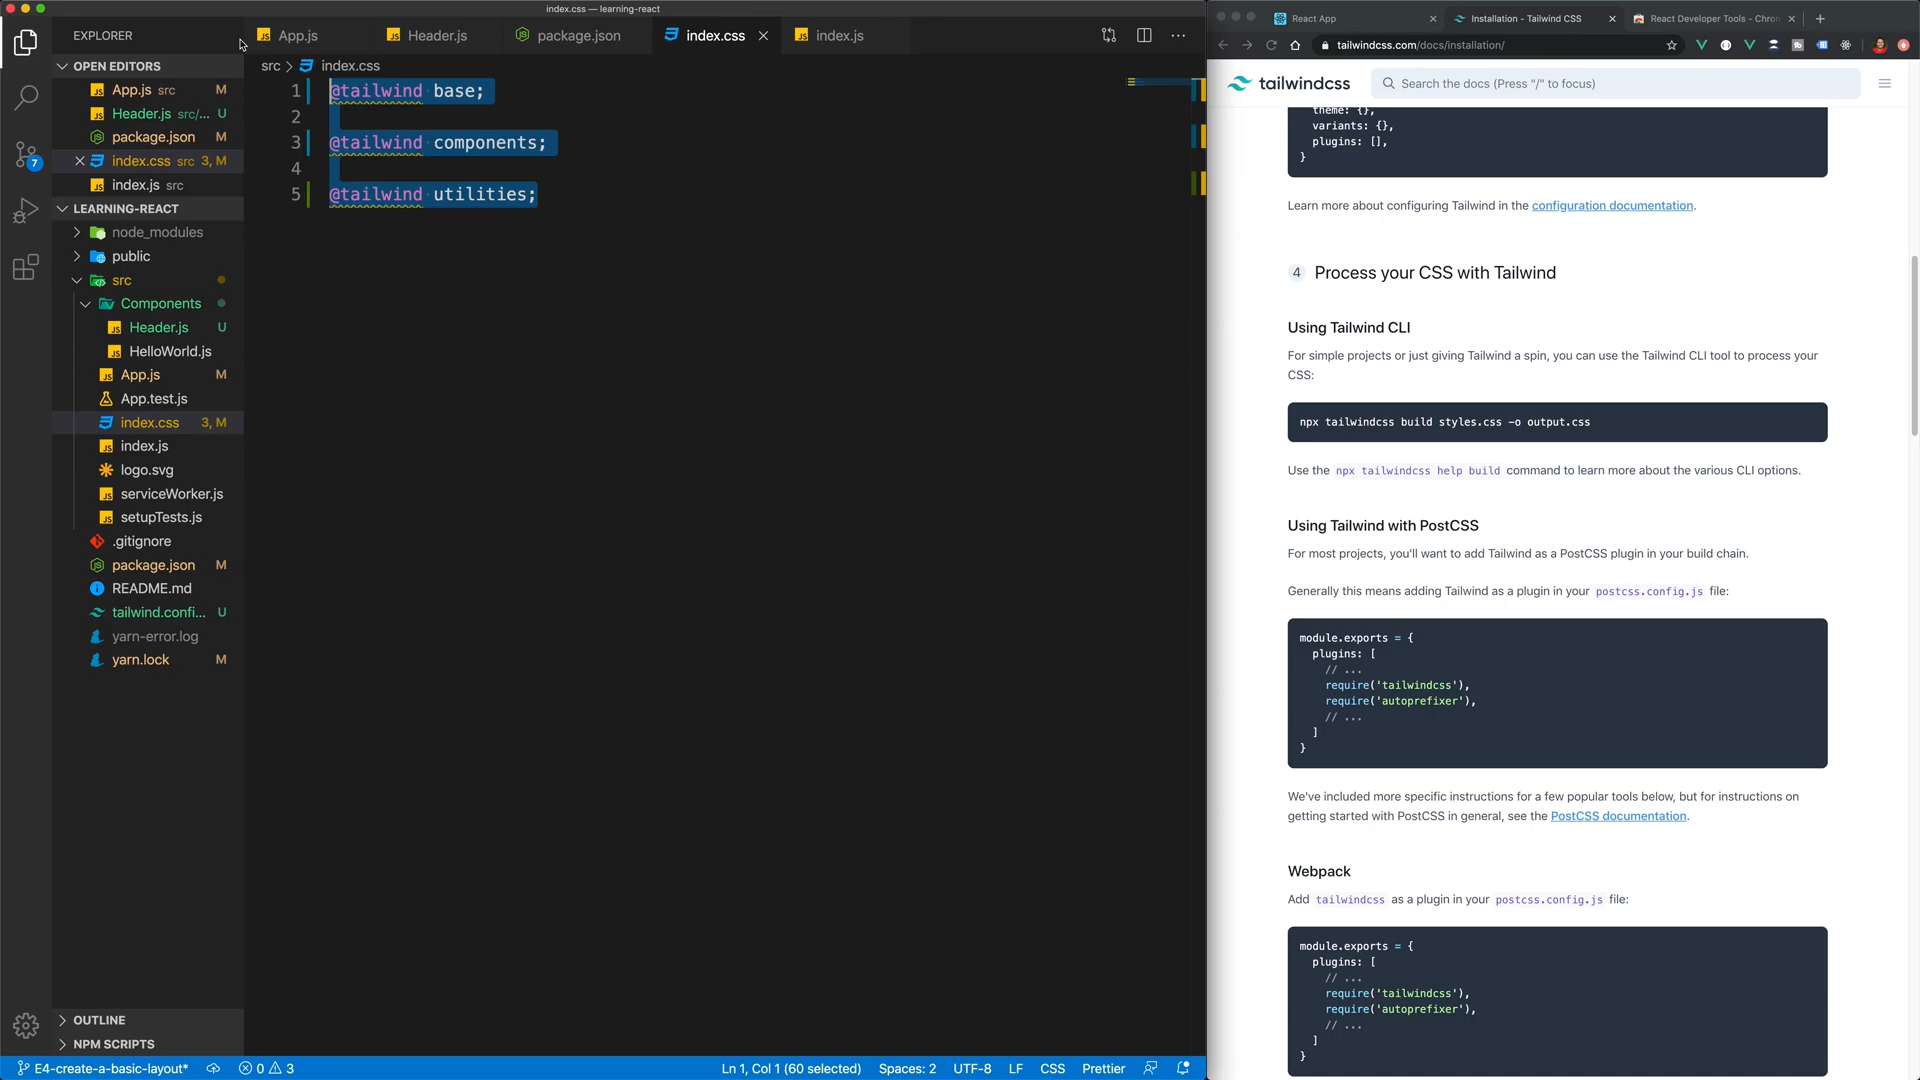 index.css — learning-react
EXPLORER
OPEN EDITORS
App.js src M
Header.js src/... U
package.json M
index.css src 3, M
index.js src
LEARNING-REACT
node_modules
public
src
Components
Header.js U
HelloWorld.js
App.js M
App.test.js
index.css 3, M
index.js
logo.svg
serviceWorker.js
setupTests.js
.gitignore
package.json M
README.md
tailwind.confi... U
yarn-error.log
yarn.lock M
OUTLINE
NPM SCRIPTS
7
App.js
Header.js
package.json
index.css
index.js
src > index.css
1 @tailwind base;
2
3 @tailwind components;
4
5 @tailwind utilities;
E4-create-a-basic-layout*
0
3
Ln 1, Col 1 (60 selected)
Spaces: 2
UTF-8
LF
CSS
Prettier
React App
Installation - Tailwind CSS
React Developer Tools - Chrom
tailwindcss.com/docs/installation/
tailwindcss
Search the docs (Press "/" to focus)
theme: {},
variants: {},
plugins: [],
}
Learn more about configuring Tailwind in the configuration documentation.
4 Process your CSS with Tailwind
Using Tailwind CLI
For simple projects or just giving Tailwind a spin, you can use the Tailwind CLI tool to process your
CSS:
npx tailwindcss build styles.css -o output.css
Use the npx tailwindcss help build command to learn more about the various CLI options.
Using Tailwind with PostCSS
For most projects, you'll want to add Tailwind as a PostCSS plugin in your build chain.
Generally this means adding Tailwind as a plugin in your postcss.config.js file:
module.exports = {
plugins: [
// ...
require('tailwindcss'),
require('autoprefixer'),
// ...
]
}
We've included more specific instructions for a few popular tools below, but for instructions on
getting started with PostCSS in general, see the PostCSS documentation.
Webpack
Add tailwindcss as a plugin in your postcss.config.js file:
module.exports = {
plugins: [
// ...
require('tailwindcss'),
require('autoprefixer'),
// ...
]
}